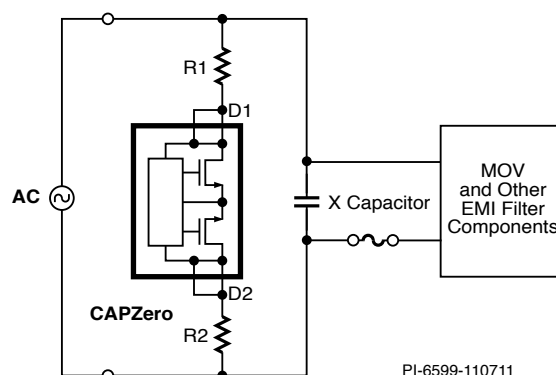 R1
D1
AC
X Capacitor
MOV
and Other
EMI Filter
Components
D2
CAPZero
R2
PI-6599-110711